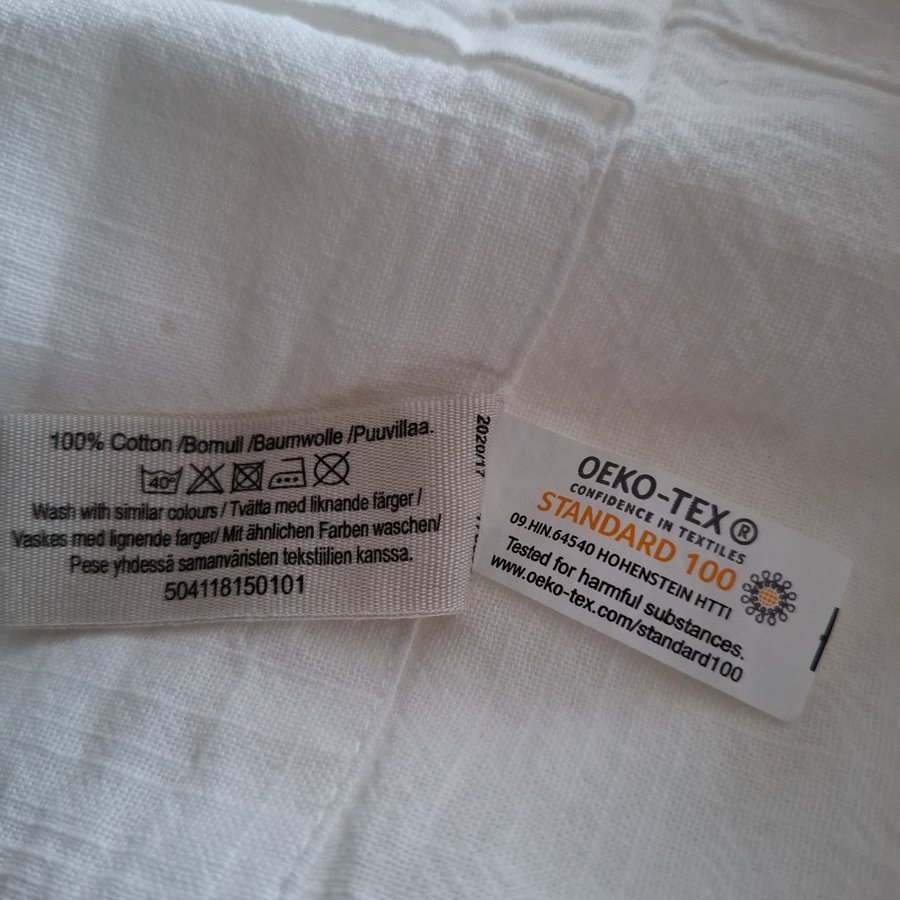 100% Cotton /Bomull /Baumwolle /Puuvillaa.
40°
Wash with similar colours / Tvätta med liknande färger /
Vaskes med lignende farger/ Mit ähnlichen Farben waschen/
Pese yhdessä samanväristen tekstiilien kanssa.
504118150101
2020/17
OEKO-TEX®
CONFIDENCE IN TEXTILES
STANDARD 100
09.HIN.64540 HOHENSTEIN HTTI
Tested for harmful substances.
www.oeko-tex.com/standard100